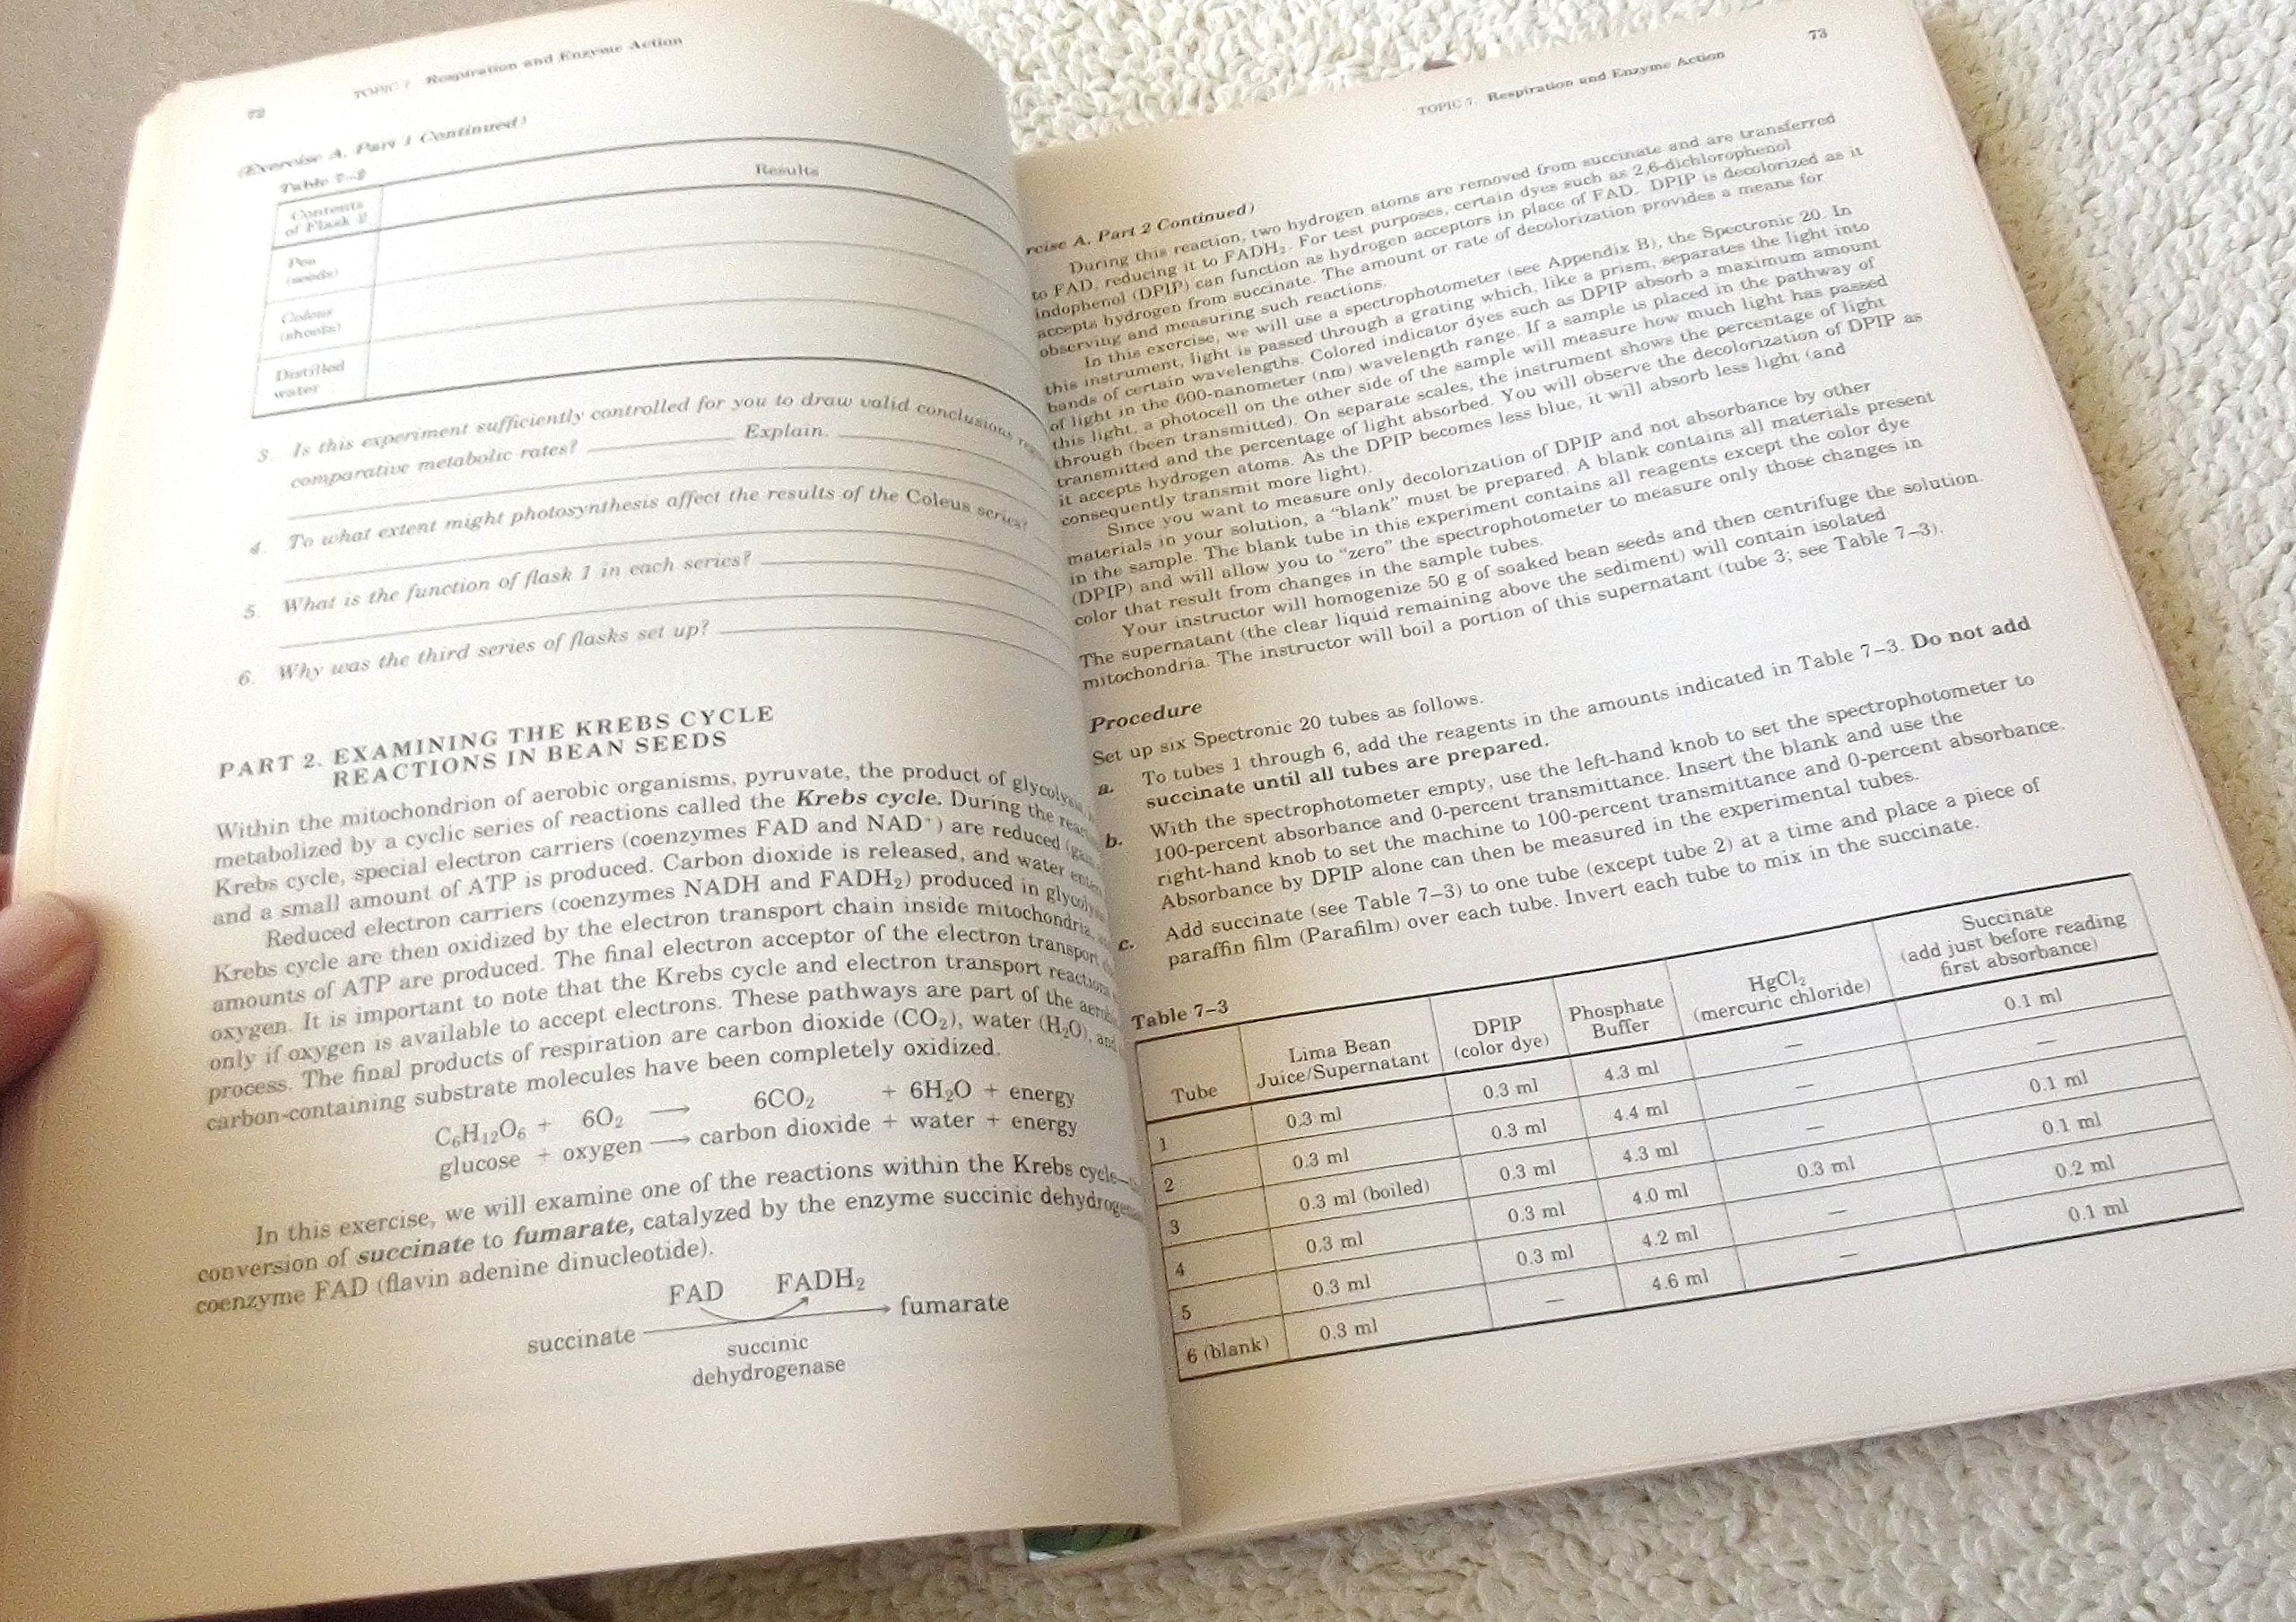 72
TOPIC 7 Respiration and Enzyme Action
(Exercise A, Part 1 Continued)
Table 7–2
Contents
of Flask 2
Results
Pea
(seeds)
Coleus
(shoots)
Distilled
water
3. Is this experiment sufficiently controlled for you to draw valid conclusions
comparative metabolic rates? Explain.
4. To what extent might photosynthesis affect the results of the Coleus series?
5. What is the function of flask 1 in each series?
6. Why was the third series of flasks set up?
PART 2. EXAMINING THE KREBS CYCLE
REACTIONS IN BEAN SEEDS
Within the mitochondrion of aerobic organisms, pyruvate, the product of glycolysis,
metabolized by a cyclic series of reactions called the Krebs cycle. During the
Krebs cycle, special electron carriers (coenzymes FAD and NAD⁺) are reduced
and a small amount of ATP is produced. Carbon dioxide is released, and water
Reduced electron carriers (coenzymes NADH and FADH₂) produced in
Krebs cycle are then oxidized by the electron transport chain inside mitochondria,
amounts of ATP are produced. The final electron acceptor of the electron transport
oxygen. It is important to note that the Krebs cycle and electron transport reactions
only if oxygen is available to accept electrons. These pathways are part of the
process. The final products of respiration are carbon dioxide (CO₂), water (H₂O), and
carbon-containing substrate molecules have been completely oxidized.
C₆H₁₂O₆ + 6O₂ ⟶ 6CO₂ + 6H₂O + energy
glucose + oxygen ⟶ carbon dioxide + water + energy
In this exercise, we will examine one of the reactions within the Krebs cycle—
conversion of succinate to fumarate, catalyzed by the enzyme succinic
coenzyme FAD (flavin adenine dinucleotide).
FAD FADH₂
succinate fumarate
succinic
dehydrogenase
73
TOPIC 7 Respiration and Enzyme Action
rcise A, Part 2 Continued)
During this reaction, two hydrogen atoms are removed from succinate and are transferred
to FAD, reducing it to FADH₂. For test purposes, certain dyes such as 2,6-dichlorophenol
indophenol (DPIP) can function as hydrogen acceptors in place of FAD. DPIP is decolorized as it
accepts hydrogen from succinate. The amount or rate of decolorization provides a means for
observing and measuring such reactions.
In this exercise, we will use a spectrophotometer (see Appendix B), the Spectronic 20. In
this instrument, light is passed through a grating which, like a prism, separates the light into
bands of certain wavelengths. Colored indicator dyes such as DPIP absorb a maximum amount
of light in the 600-nanometer (nm) wavelength range. If a sample is placed in the pathway of
this light, a photocell on the other side of the sample will measure how much light has passed
through (been transmitted). On separate scales, the instrument shows the percentage of light
transmitted and the percentage of light absorbed. You will observe the decolorization of DPIP as
it accepts hydrogen atoms. As the DPIP becomes less blue, it will absorb less light (and
consequently transmit more light).
Since you want to measure only decolorization of DPIP and not absorbance by other
materials in your solution, a "blank" must be prepared. A blank contains all materials present
in the sample. The blank tube in this experiment contains all reagents except the color dye
(DPIP) and will allow you to "zero" the spectrophotometer to measure only those changes in
color that result from changes in the sample tubes.
Your instructor will homogenize 50 g of soaked bean seeds and then centrifuge the solution.
The supernatant (the clear liquid remaining above the sediment) will contain isolated
mitochondria. The instructor will boil a portion of this supernatant (tube 3; see Table 7–3).
Procedure
Set up six Spectronic 20 tubes as follows.
a. To tubes 1 through 6, add the reagents in the amounts indicated in Table 7–3. Do not add
succinate until all tubes are prepared.
b. With the spectrophotometer empty, use the left-hand knob to set the spectrophotometer to
100-percent absorbance and 0-percent transmittance. Insert the blank and use the
right-hand knob to set the machine to 100-percent transmittance and 0-percent absorbance.
Absorbance by DPIP alone can then be measured in the experimental tubes.
c. Add succinate (see Table 7–3) to one tube (except tube 2) at a time and place a piece of
paraffin film (Parafilm) over each tube. Invert each tube to mix in the succinate.
Table 7–3
Tube
Lima Bean
Juice/Supernatant
DPIP
(color dye)
Phosphate
Buffer
HgCl₂
(mercuric chloride)
Succinate
(add just before reading
first absorbance)
1 0.3 ml 0.3 ml 4.3 ml — 0.1 ml
2 0.3 ml 0.3 ml 4.4 ml — —
3 0.3 ml (boiled) 0.3 ml 4.3 ml — 0.1 ml
4 0.3 ml 0.3 ml 4.0 ml 0.3 ml 0.1 ml
5 0.3 ml 0.3 ml 4.2 ml — 0.2 ml
6 (blank) 0.3 ml — 4.6 ml — 0.1 ml